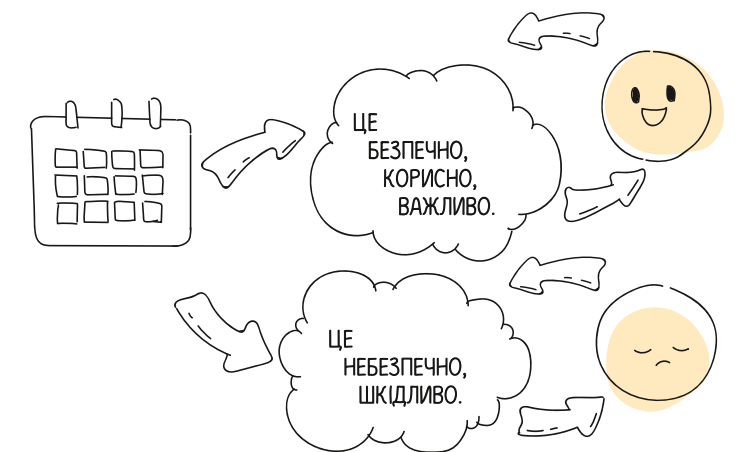 ЦЕ
БЕЗПЕЧНО,
КОРИСНО,
ВАЖЛИВО.
ЦЕ
НЕБЕЗПЕЧНО,
ШКІДЛИВО.